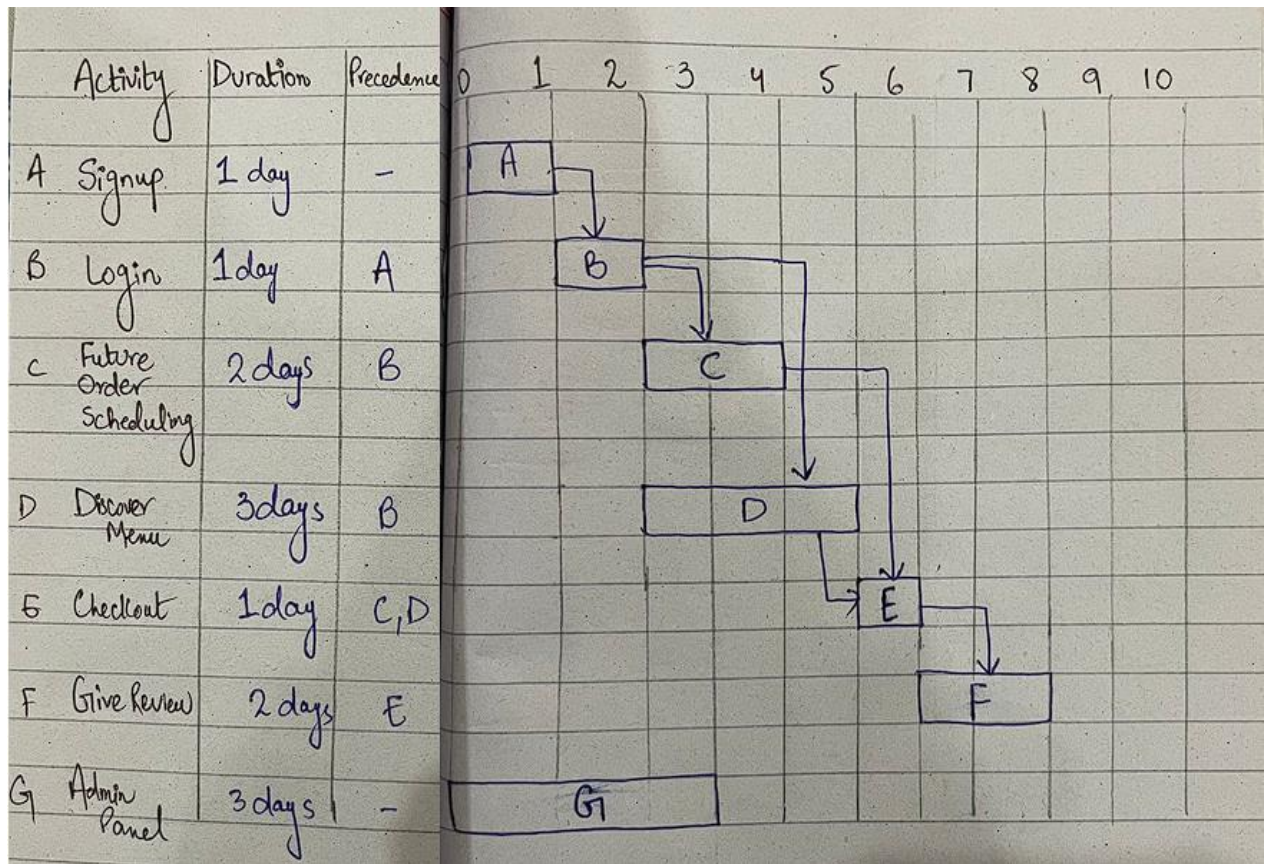 Activity Duration Precedence 0 1 2 3 4 5 6 7 8 9 10
A Signup 1 day -
A
B Login 1 day A
B
C Future Order Scheduling 2 days B
C
D Discover Menu 3 days B
D
E Checkout 1 day C, D
E
F Give Review 2 days E
F
G Admin Panel 3 days -
G